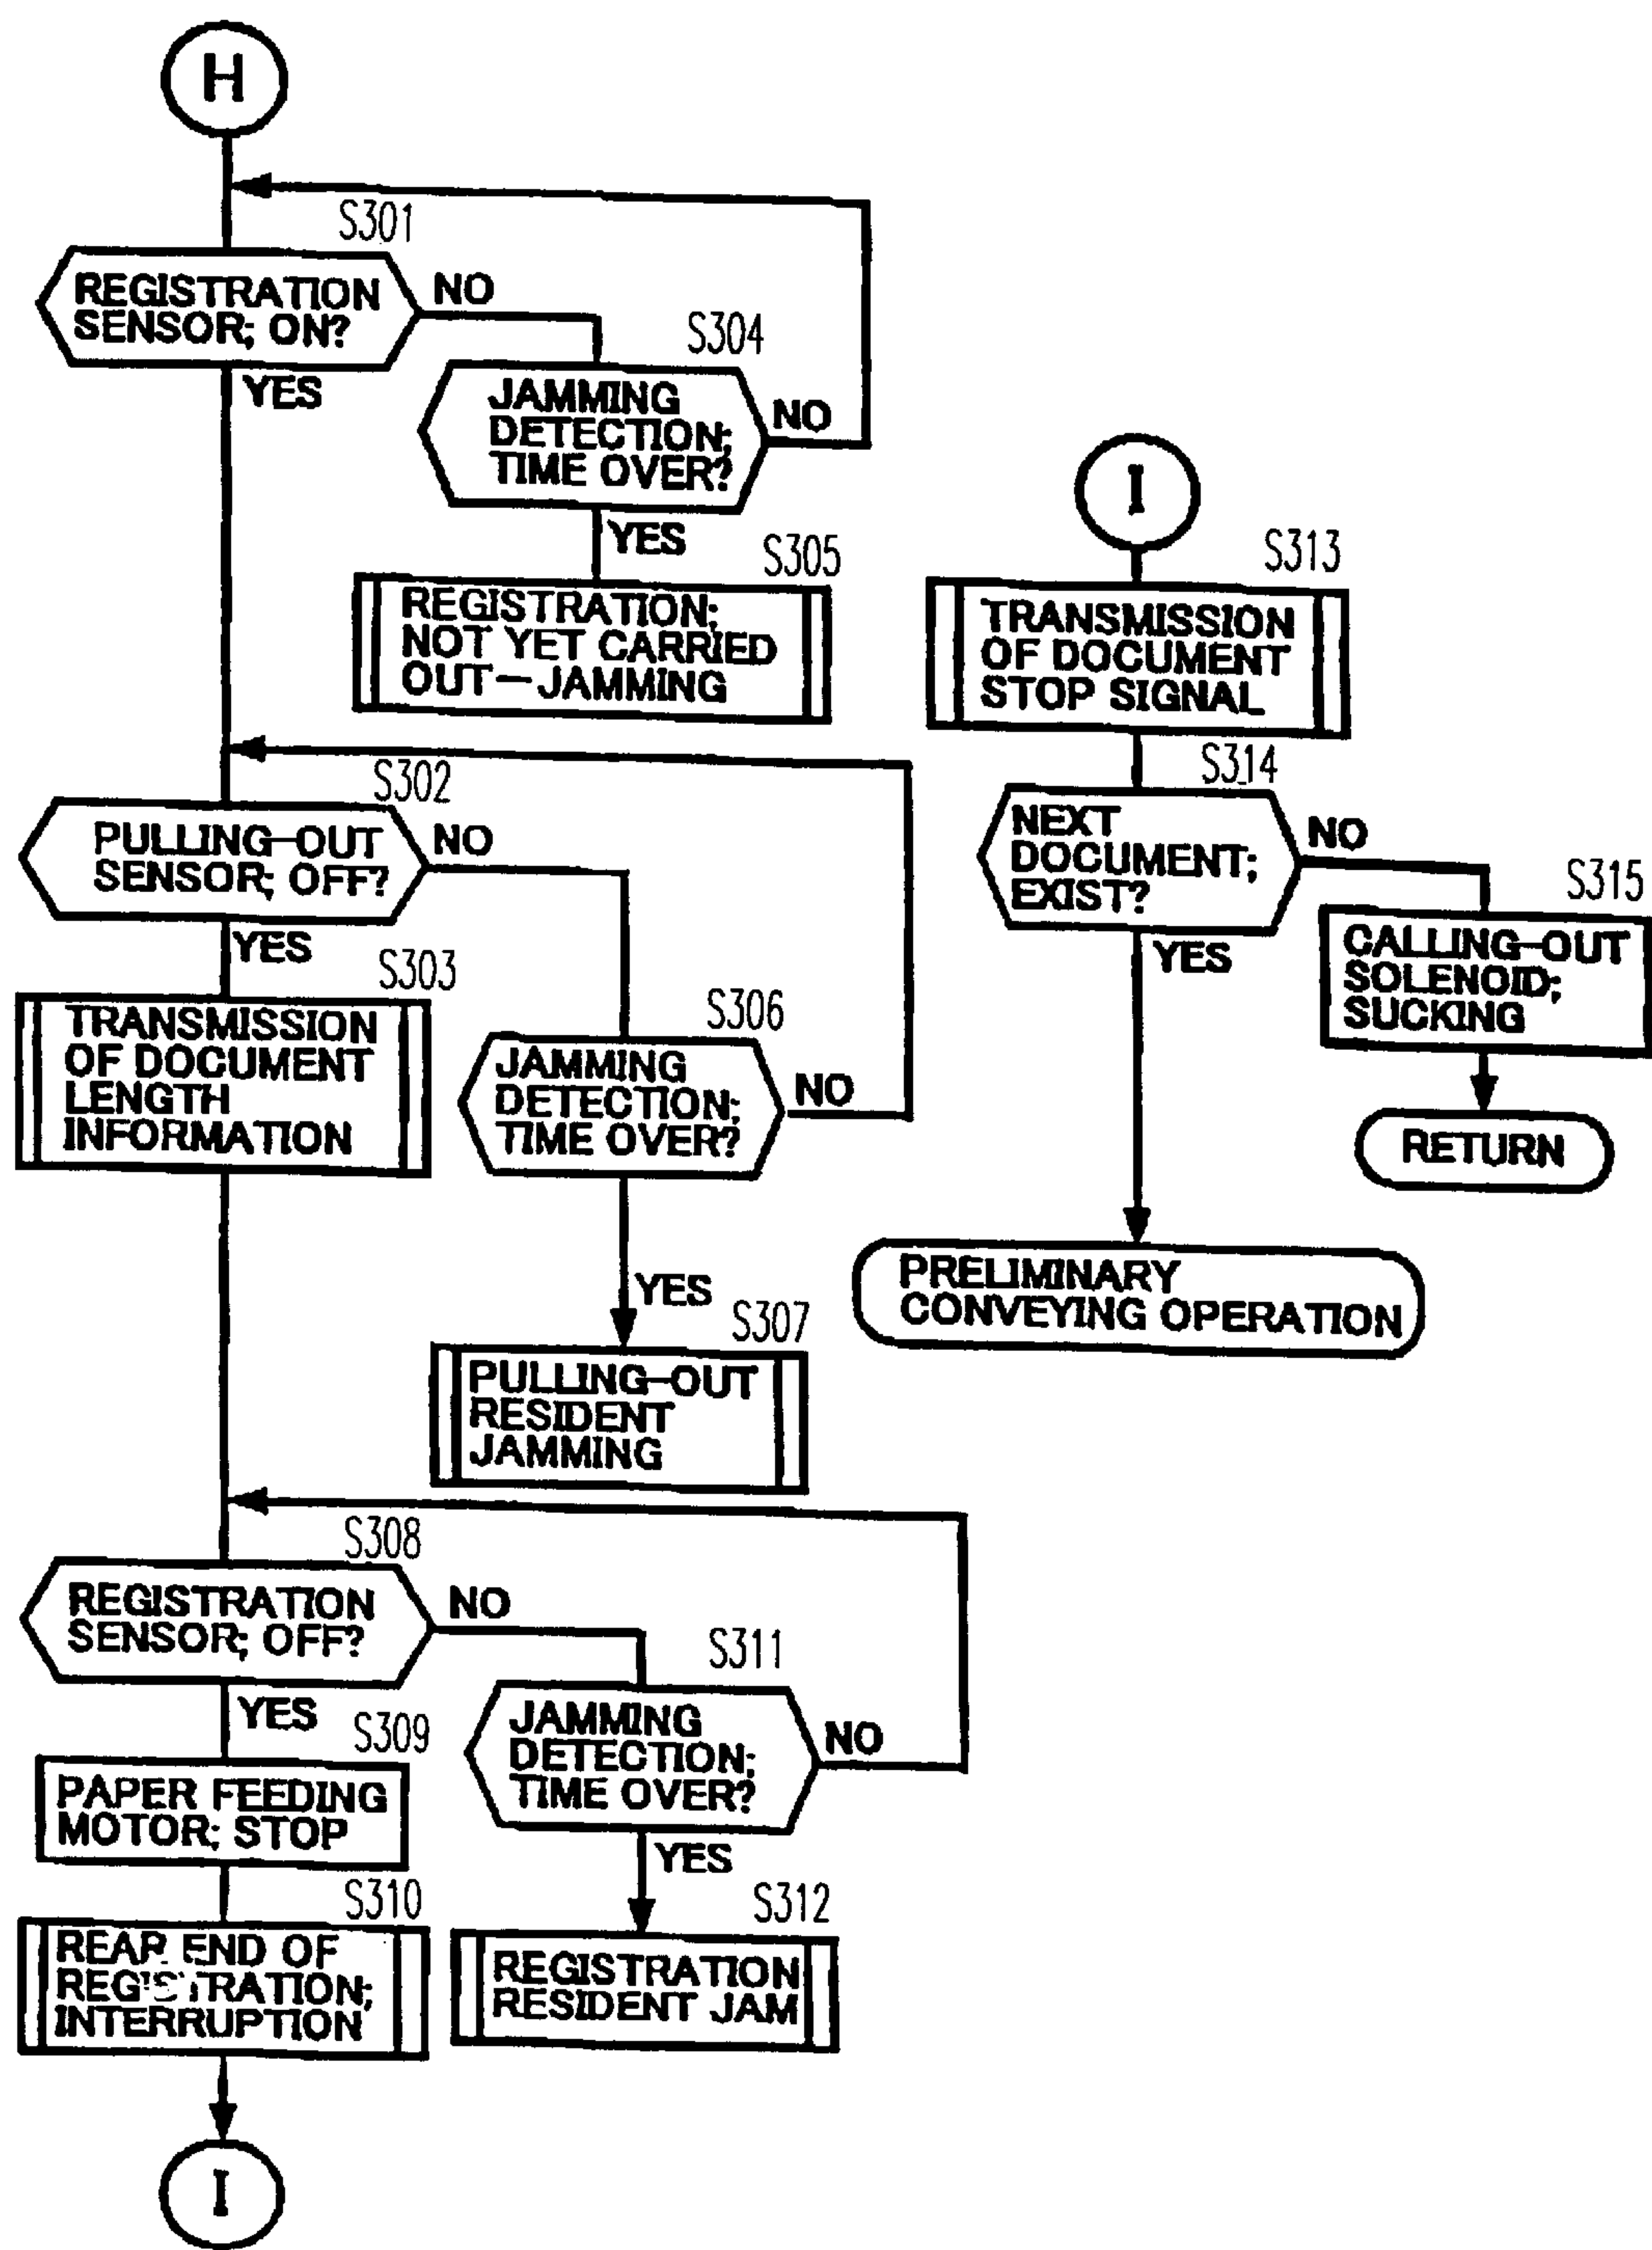 H
S301
REGISTRATION
SENSOR; ON?
NO
YES
S304
JAMMING
DETECTION;
TIME OVER?
NO
YES
S305
REGISTRATION;
NOT YET CARRIED
OUT—JAMMING
S302
PULLING-OUT
SENSOR; OFF?
NO
YES
S303
TRANSMISSION
OF DOCUMENT
LENGTH
INFORMATION
S306
JAMMING
DETECTION;
TIME OVER?
NO
YES
S307
PULLING-OUT
RESIDENT
JAMMING
S308
REGISTRATION
SENSOR; OFF?
NO
YES
S309
PAPER FEEDING
MOTOR; STOP
S310
REAR END OF
REGISTRATION;
INTERRUPTION
I
S311
JAMMING
DETECTION;
TIME OVER?
NO
YES
S312
REGISTRATION
RESIDENT JAM
I
S313
TRANSMISSION
OF DOCUMENT
STOP SIGNAL
S314
NEXT
DOCUMENT;
EXIST?
NO
YES
S315
CALLING-OUT
SOLENOID;
SUCKING
RETURN
PRELIMINARY
CONVEYING OPERATION